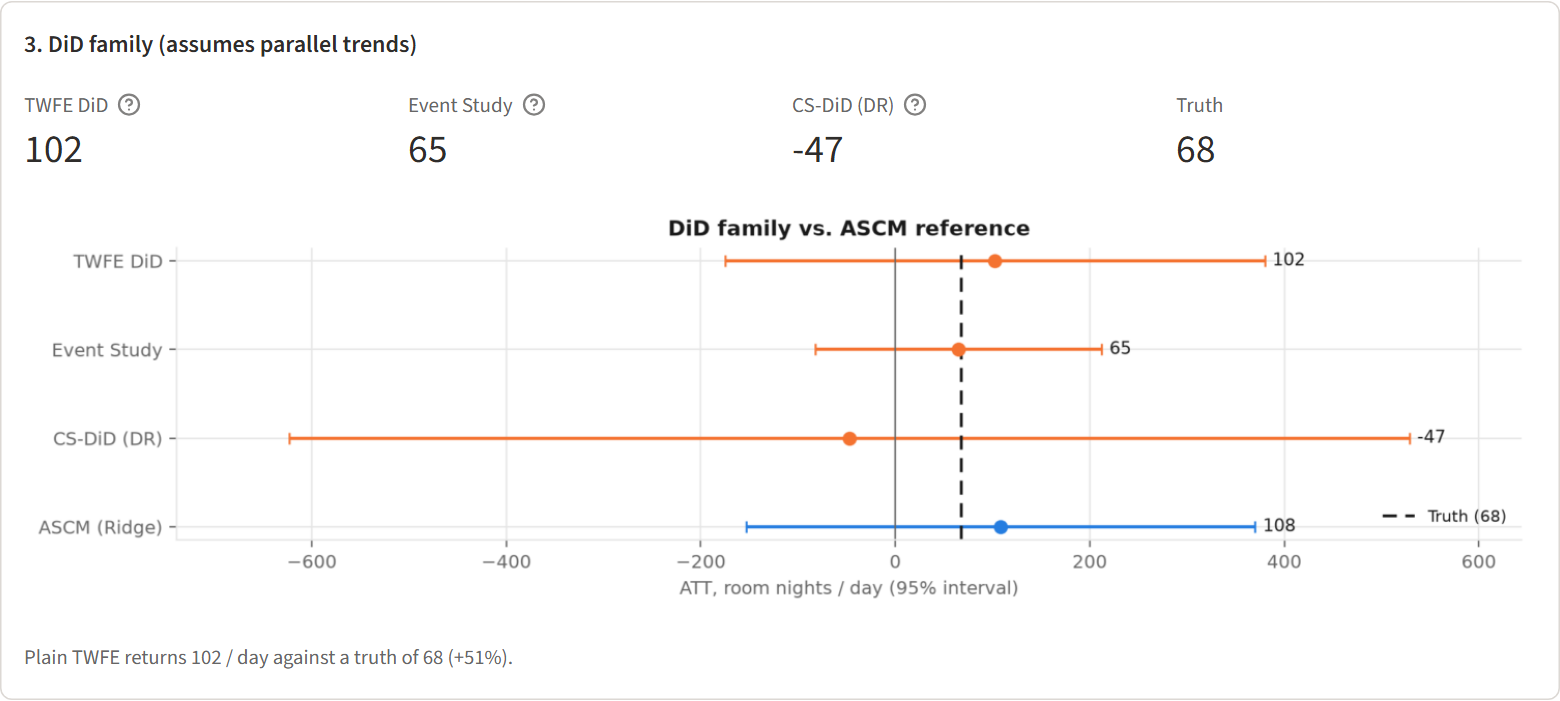 3. DiD family (assumes parallel trends)
TWFE DiD ?
Event Study ?
CS-DiD (DR) ?
Truth
102
65
-47
68
DiD family vs. ASCM reference
TWFE DiD
102
Event Study
65
CS-DiD (DR)
-47
ASCM (Ridge)
108
Truth (68)
−600 −400 −200 0 200 400 600
ATT, room nights / day (95% interval)
Plain TWFE returns 102 / day against a truth of 68 (+51%).